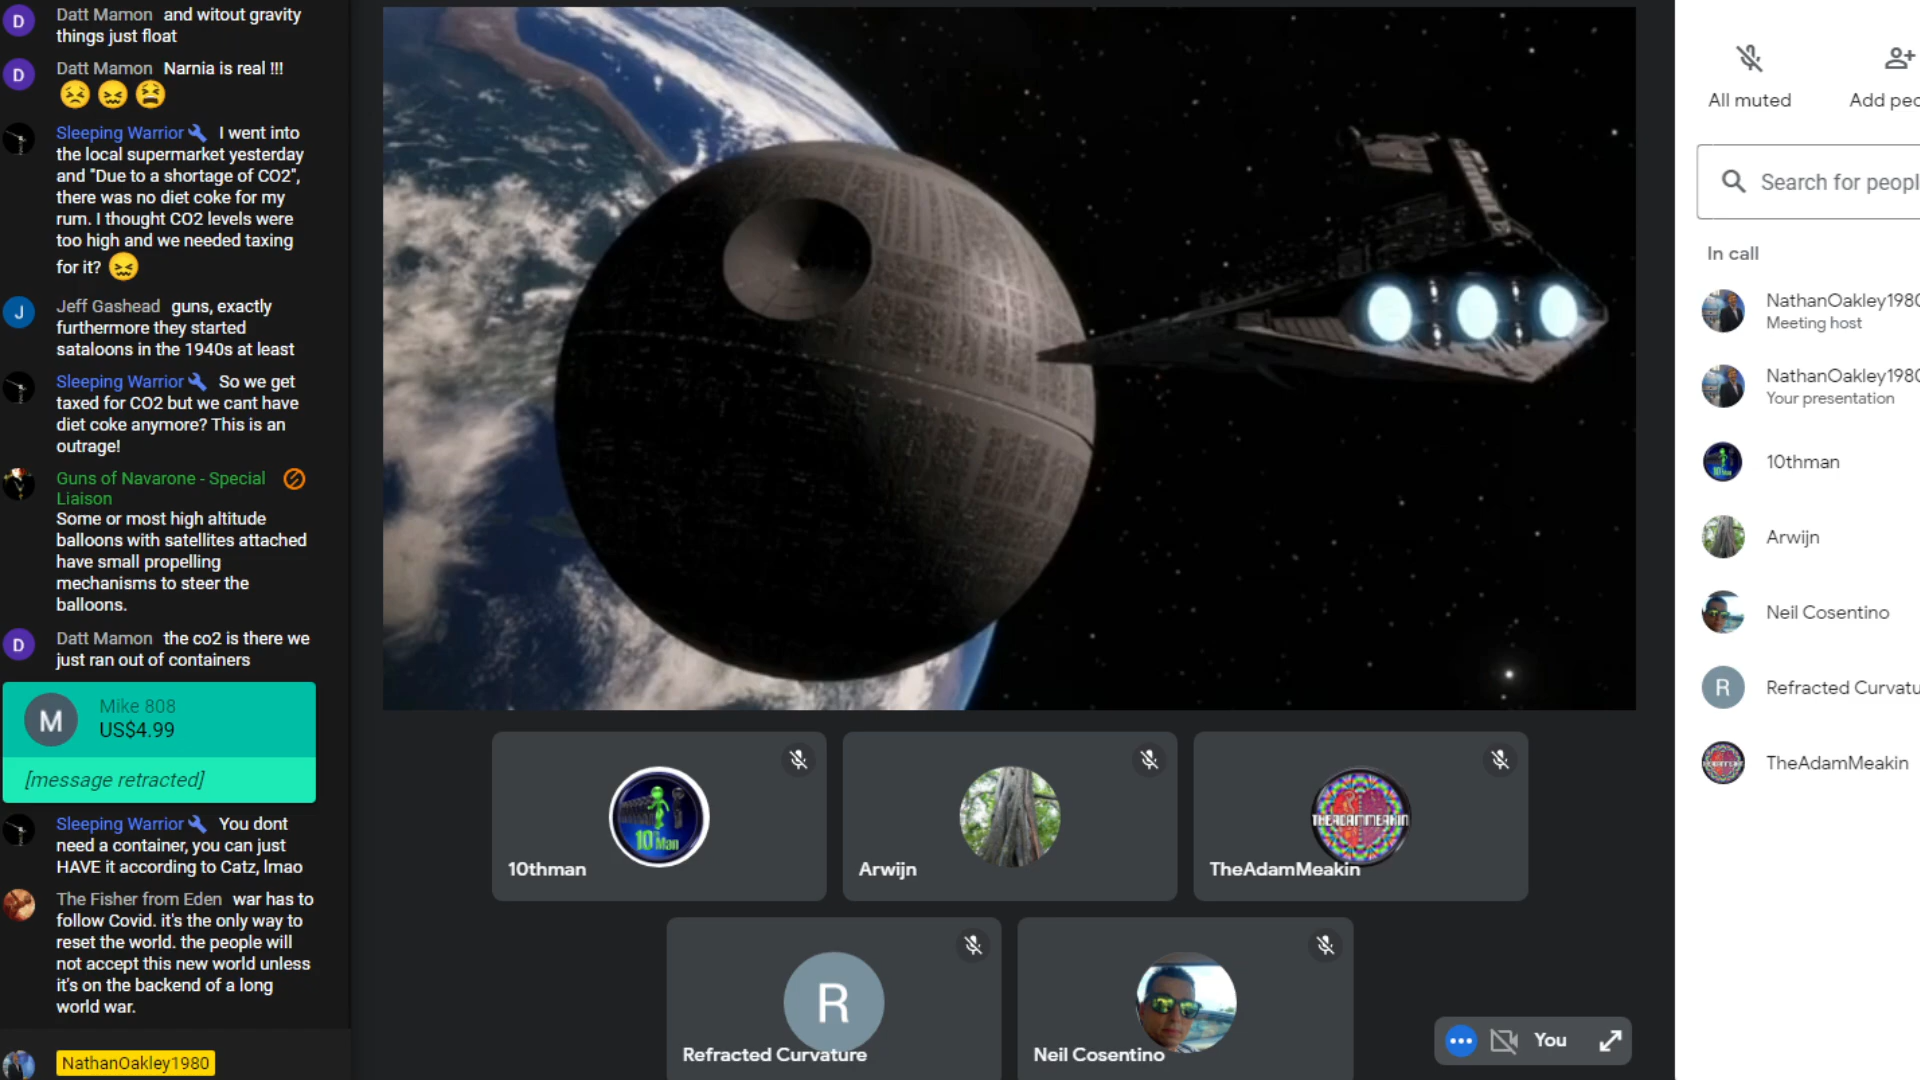 D
Datt Mamon and witout gravity
things just float
D
Datt Mamon Narnia is real !!!
Sleeping Warrior I went into
the local supermarket yesterday
and "Due to a shortage of CO2",
there was no diet coke for my
rum. I thought CO2 levels were
too high and we needed taxing
for it?
J
Jeff Gashead guns, exactly
furthermore they started
sataloons in the 1940s at least
Sleeping Warrior So we get
taxed for CO2 but we cant have
diet coke anymore? This is an
outrage!
Guns of Navarone - Special
Liaison
Some or most high altitude
balloons with satellites attached
have small propelling
mechanisms to steer the
balloons.
D
Datt Mamon the co2 is there we
just ran out of containers
M
Mike 808
US$4.99
[message retracted]
Sleeping Warrior You dont
need a container, you can just
HAVE it according to Catz, lmao
The Fisher from Eden war has to
follow Covid. it's the only way to
reset the world. the people will
not accept this new world unless
it's on the backend of a long
world war.
NathanOakley1980
10 Man
10thman
Arwijn
THEADAMMEAKIN
TheAdamMeakin
R
Refracted Curvature
Neil Cosentino
You
All muted
Add pec
Search for peopl
In call
NathanOakley1980
Meeting host
NathanOakley1980
Your presentation
10thman
Arwijn
Neil Cosentino
R
Refracted Curvatu
TheAdamMeakin